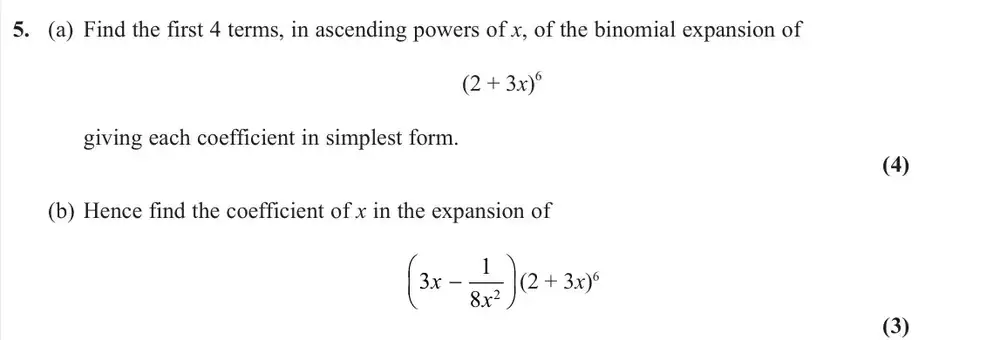 5. (a) Find the first 4 terms, in ascending powers of x, of the binomial expansion of
(2 + 3x)⁶
giving each coefficient in simplest form.
(4)
(b) Hence find the coefficient of x in the expansion of
(3x − 1/8x²)(2 + 3x)⁶
(3)